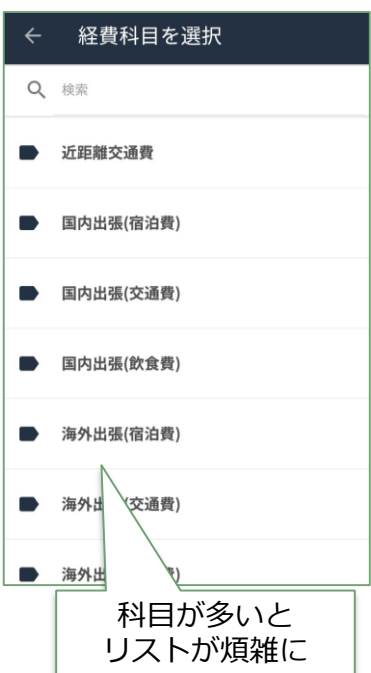 経費科目を選択
検索
近距離交通費
国内出張(宿泊費)
国内出張(交通費)
国内出張(飲食費)
海外出張(宿泊費)
海外出 (交通費)
海外出 )
科目が多いと
リストが煩雑に